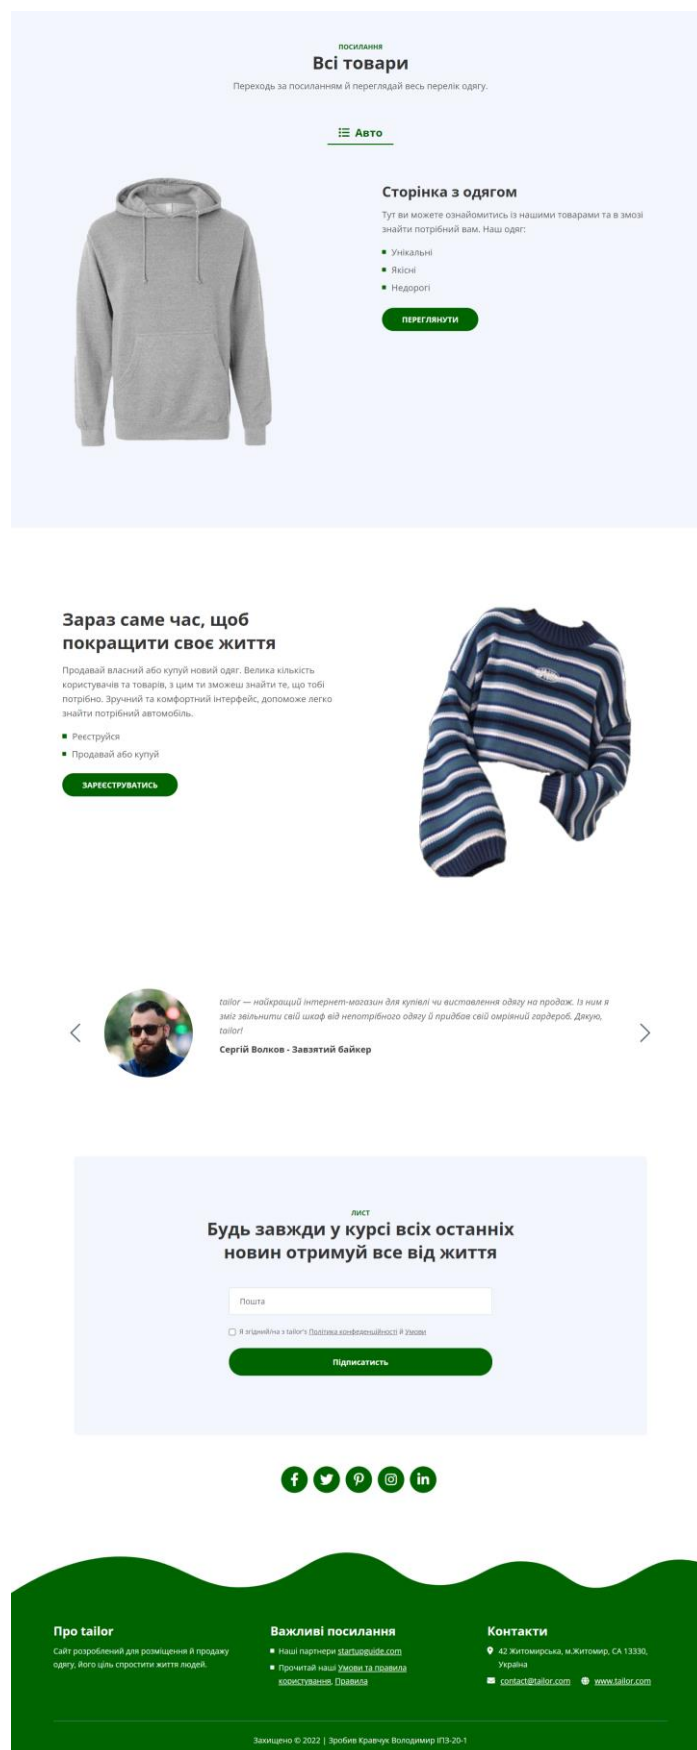 ПОСИЛАННЯ
Всі товари
Переходь за посиланням й переглядай весь перелік одягу.
Авто
Сторінка з одягом
Тут ви можете ознайомитись із нашими товарами та в змозі
знайти потрібний вам. Наш одяг:
Унікальні
Якісні
Недорогі
ПЕРЕГЛЯНУТИ
Зараз саме час, щоб
покращити своє життя
Продавай власний або купуй новий одяг. Велика кількість
користувачів та товарів, з цим ти зможеш знайти те, що тобі
потрібно. Зручний та комфортний інтерфейс, допоможе легко
знайти потрібний автомобіль.
Реєструйся
Продавай або купуй
ЗАРЕЄСТРУВАТИСЬ
tailor — найкращий інтернет-магазин для купівлі чи виставлення одягу на продаж. Із ним я
зміг звільнити свій шкаф від непотрібного одягу й придбав свій омріяний гардероб. Дякую,
tailor!
Сергій Волков - Завзятий байкер
ЛИСТ
Будь завжди у курсі всіх останніх
новин отримуй все від життя
Пошта
Я згідний/на з tailor's Політика конфеденційності й Умови
Підписатисть
Про tailor
Сайт розроблений для розміщення й продажу
одягу, його ціль спростити життя людей.
Важливі посилання
Наші партнери startupguide.com
Прочитай наші Умови та правила
користування, Правила
Контакти
42 Житомирська, м.Житомир, CA 13330,
Україна
contact@tailor.com www.tailor.com
Захищено © 2022 | Зробив Кравчук Володимир ІПЗ-20-1